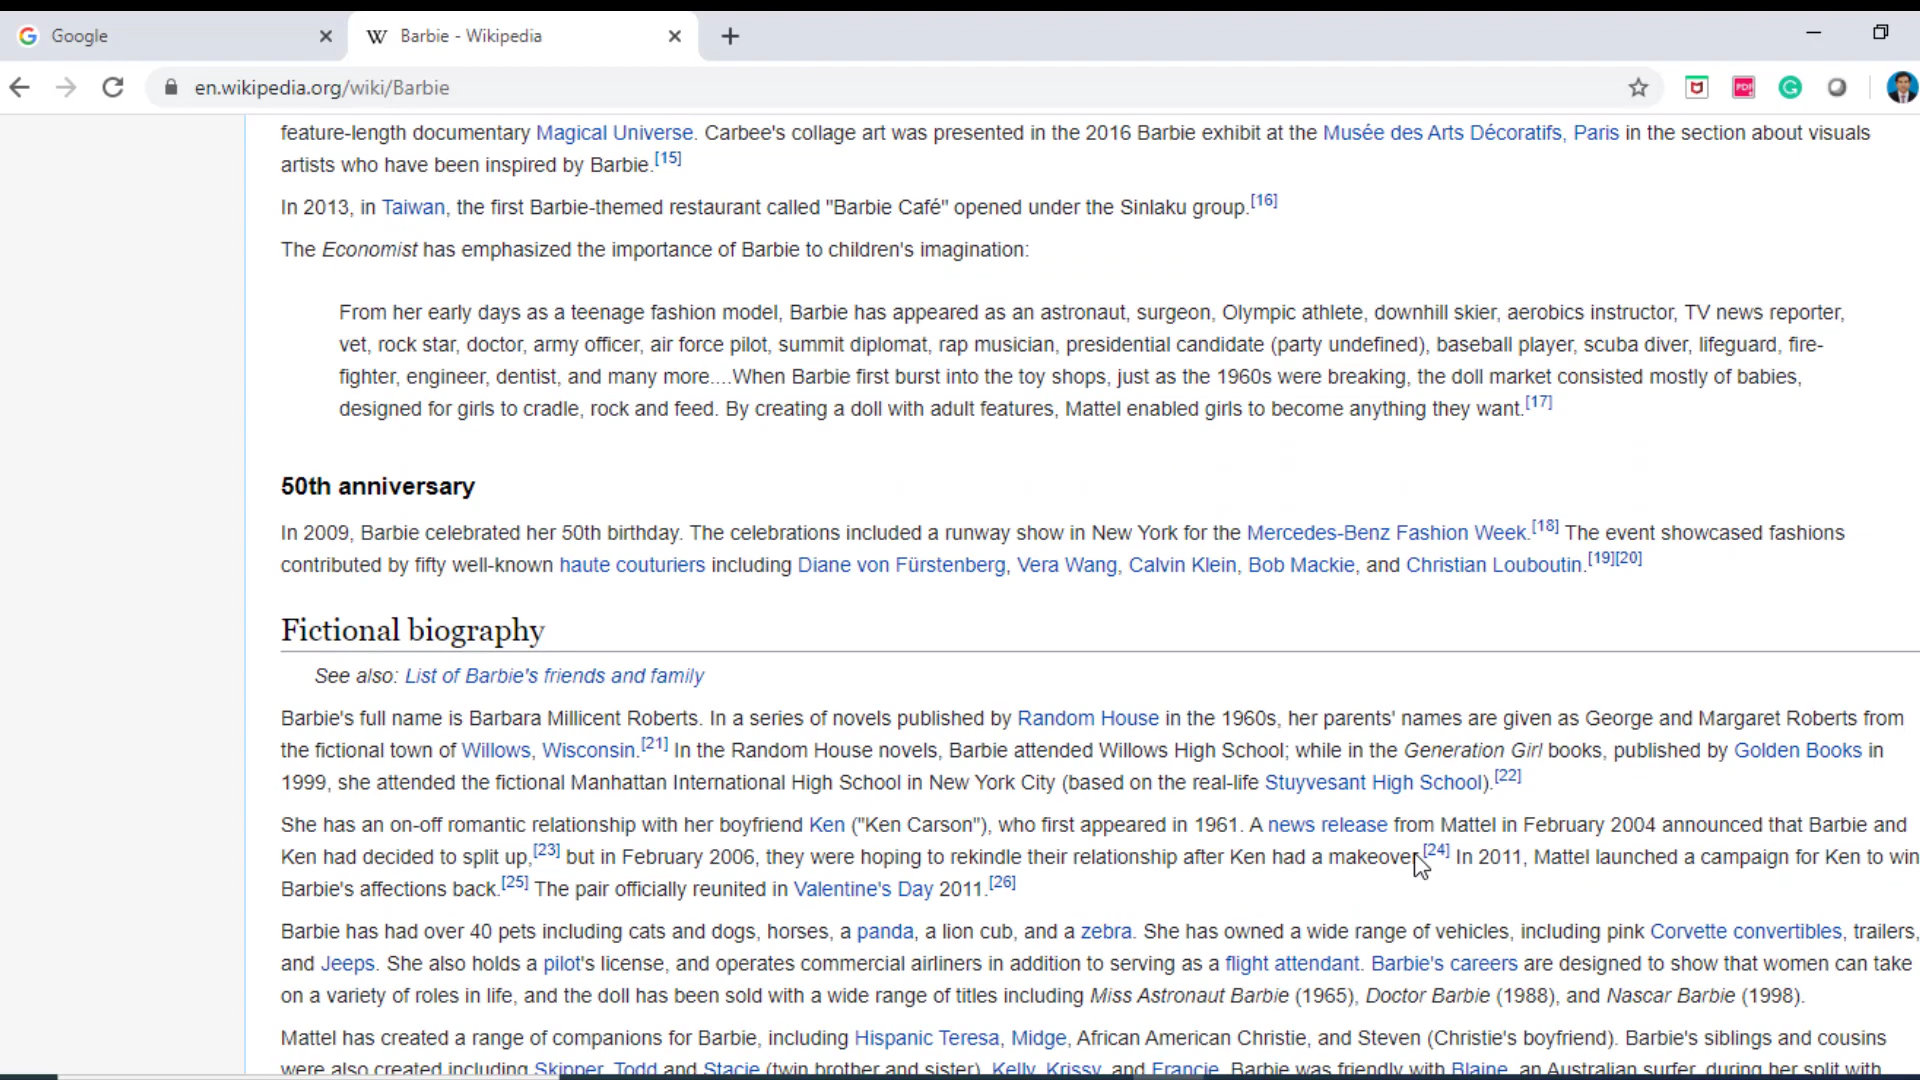 Google
Barbie - Wikipedia
en.wikipedia.org/wiki/Barbie
feature-length documentary Magical Universe. Carbee's collage art was presented in the 2016 Barbie exhibit at the Musée des Arts Décoratifs, Paris in the section about visuals
artists who have been inspired by Barbie.[15]
In 2013, in Taiwan, the first Barbie-themed restaurant called "Barbie Café" opened under the Sinlaku group.[16]
The Economist has emphasized the importance of Barbie to children's imagination:
From her early days as a teenage fashion model, Barbie has appeared as an astronaut, surgeon, Olympic athlete, downhill skier, aerobics instructor, TV news reporter,
vet, rock star, doctor, army officer, air force pilot, summit diplomat, rap musician, presidential candidate (party undefined), baseball player, scuba diver, lifeguard, fire-
fighter, engineer, dentist, and many more....When Barbie first burst into the toy shops, just as the 1960s were breaking, the doll market consisted mostly of babies,
designed for girls to cradle, rock and feed. By creating a doll with adult features, Mattel enabled girls to become anything they want.[17]
50th anniversary
In 2009, Barbie celebrated her 50th birthday. The celebrations included a runway show in New York for the Mercedes-Benz Fashion Week.[18] The event showcased fashions
contributed by fifty well-known haute couturiers including Diane von Fürstenberg, Vera Wang, Calvin Klein, Bob Mackie, and Christian Louboutin.[19][20]
Fictional biography
See also: List of Barbie's friends and family
Barbie's full name is Barbara Millicent Roberts. In a series of novels published by Random House in the 1960s, her parents' names are given as George and Margaret Roberts from
the fictional town of Willows, Wisconsin.[21] In the Random House novels, Barbie attended Willows High School; while in the Generation Girl books, published by Golden Books in
1999, she attended the fictional Manhattan International High School in New York City (based on the real-life Stuyvesant High School).[22]
She has an on-off romantic relationship with her boyfriend Ken ("Ken Carson"), who first appeared in 1961. A news release from Mattel in February 2004 announced that Barbie and
Ken had decided to split up,[23] but in February 2006, they were hoping to rekindle their relationship after Ken had a makeover.[24] In 2011, Mattel launched a campaign for Ken to win
Barbie's affections back.[25] The pair officially reunited in Valentine's Day 2011.[26]
Barbie has had over 40 pets including cats and dogs, horses, a panda, a lion cub, and a zebra. She has owned a wide range of vehicles, including pink Corvette convertibles, trailers,
and Jeeps. She also holds a pilot's license, and operates commercial airliners in addition to serving as a flight attendant. Barbie's careers are designed to show that women can take
on a variety of roles in life, and the doll has been sold with a wide range of titles including Miss Astronaut Barbie (1965), Doctor Barbie (1988), and Nascar Barbie (1998).
Mattel has created a range of companions for Barbie, including Hispanic Teresa, Midge, African American Christie, and Steven (Christie's boyfriend). Barbie's siblings and cousins
were also created including Skipper, Todd and Stacie (twin brother and sister), Kelly, Krissy, and Francie. Barbie was friendly with Blaine, an Australian surfer, during her split with